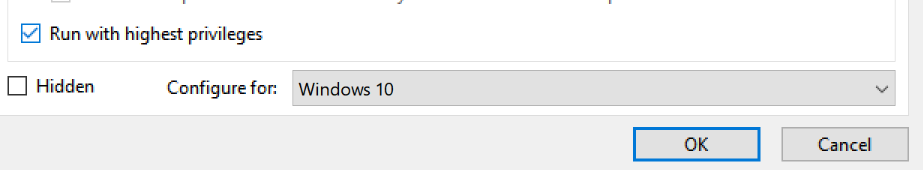 Run with highest privileges
Hidden
Configure for:
Windows 10
OK
Cancel